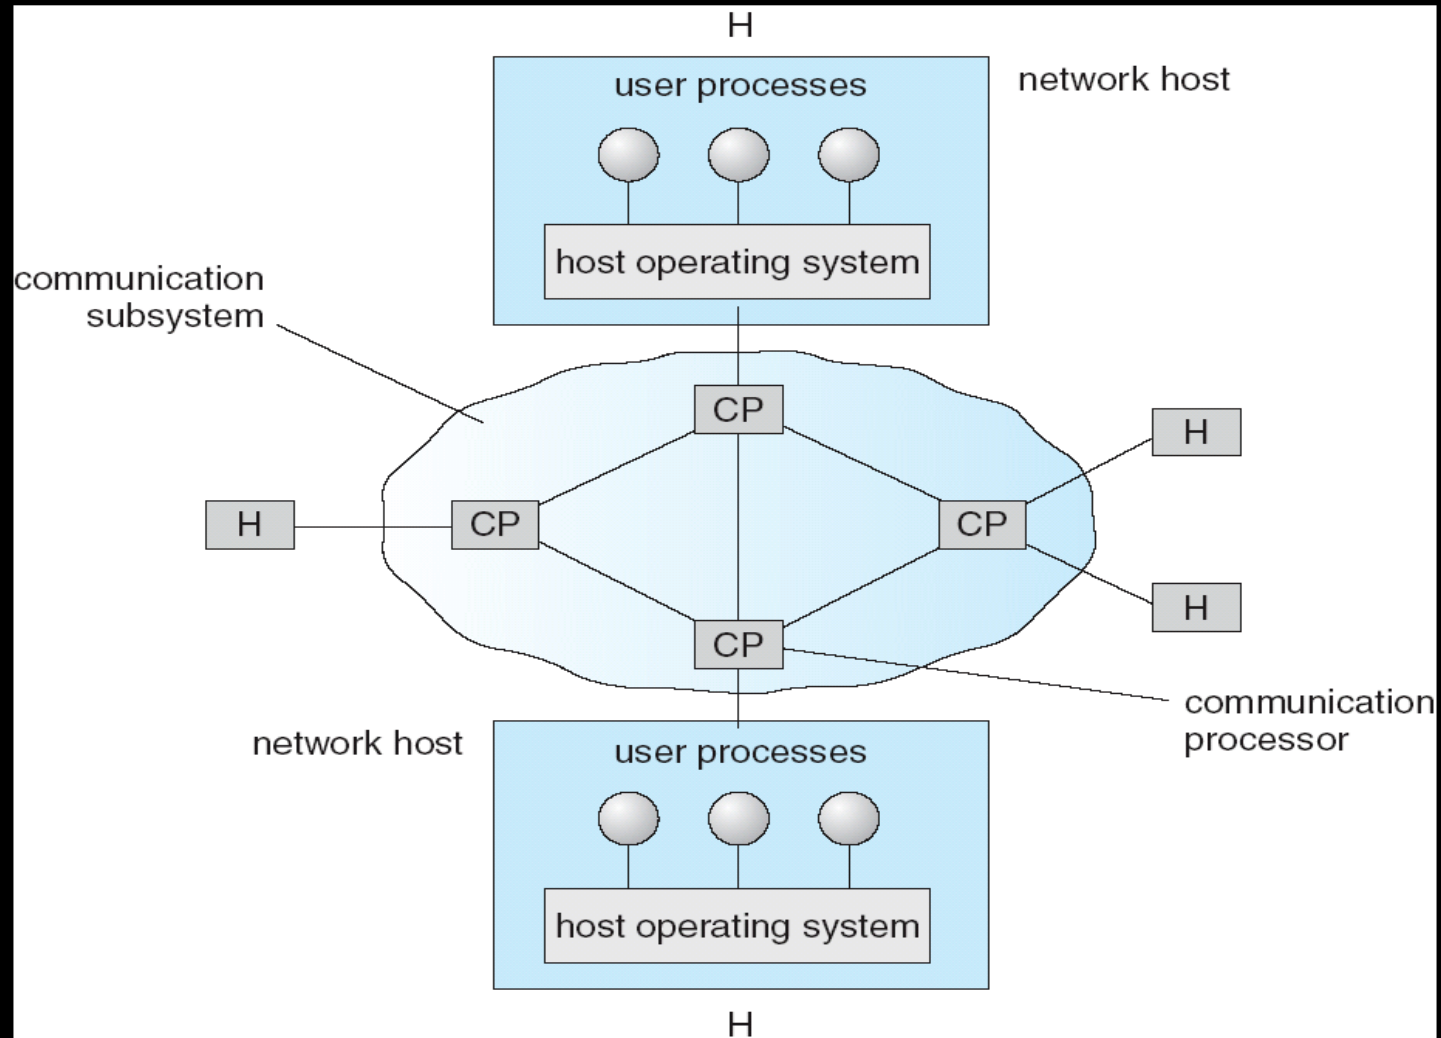 H
user processes
network host
host operating system
communication
subsystem
CP
H
H
CP
CP
H
CP
communication
processor
network host
user processes
host operating system
H